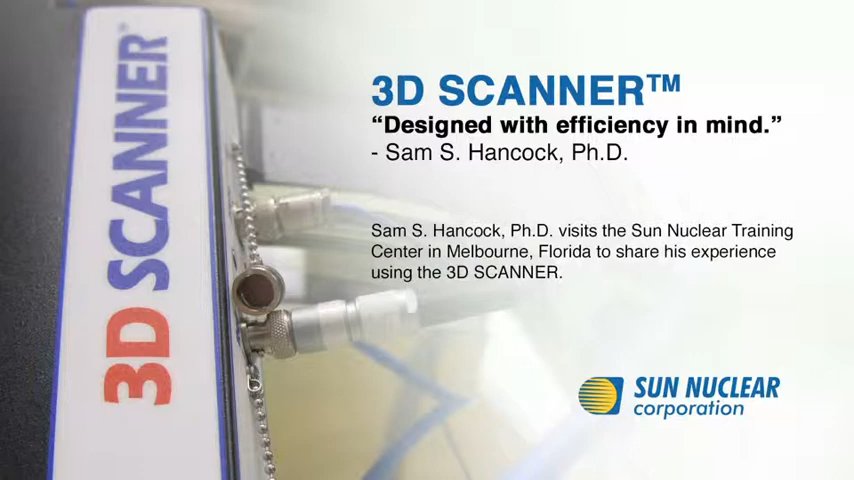 3D SCANNER®
3D SCANNER™
“Designed with efficiency in mind.”
- Sam S. Hancock, Ph.D.
Sam S. Hancock, Ph.D. visits the Sun Nuclear Training
Center in Melbourne, Florida to share his experience
using the 3D SCANNER.
SUN NUCLEAR
corporation